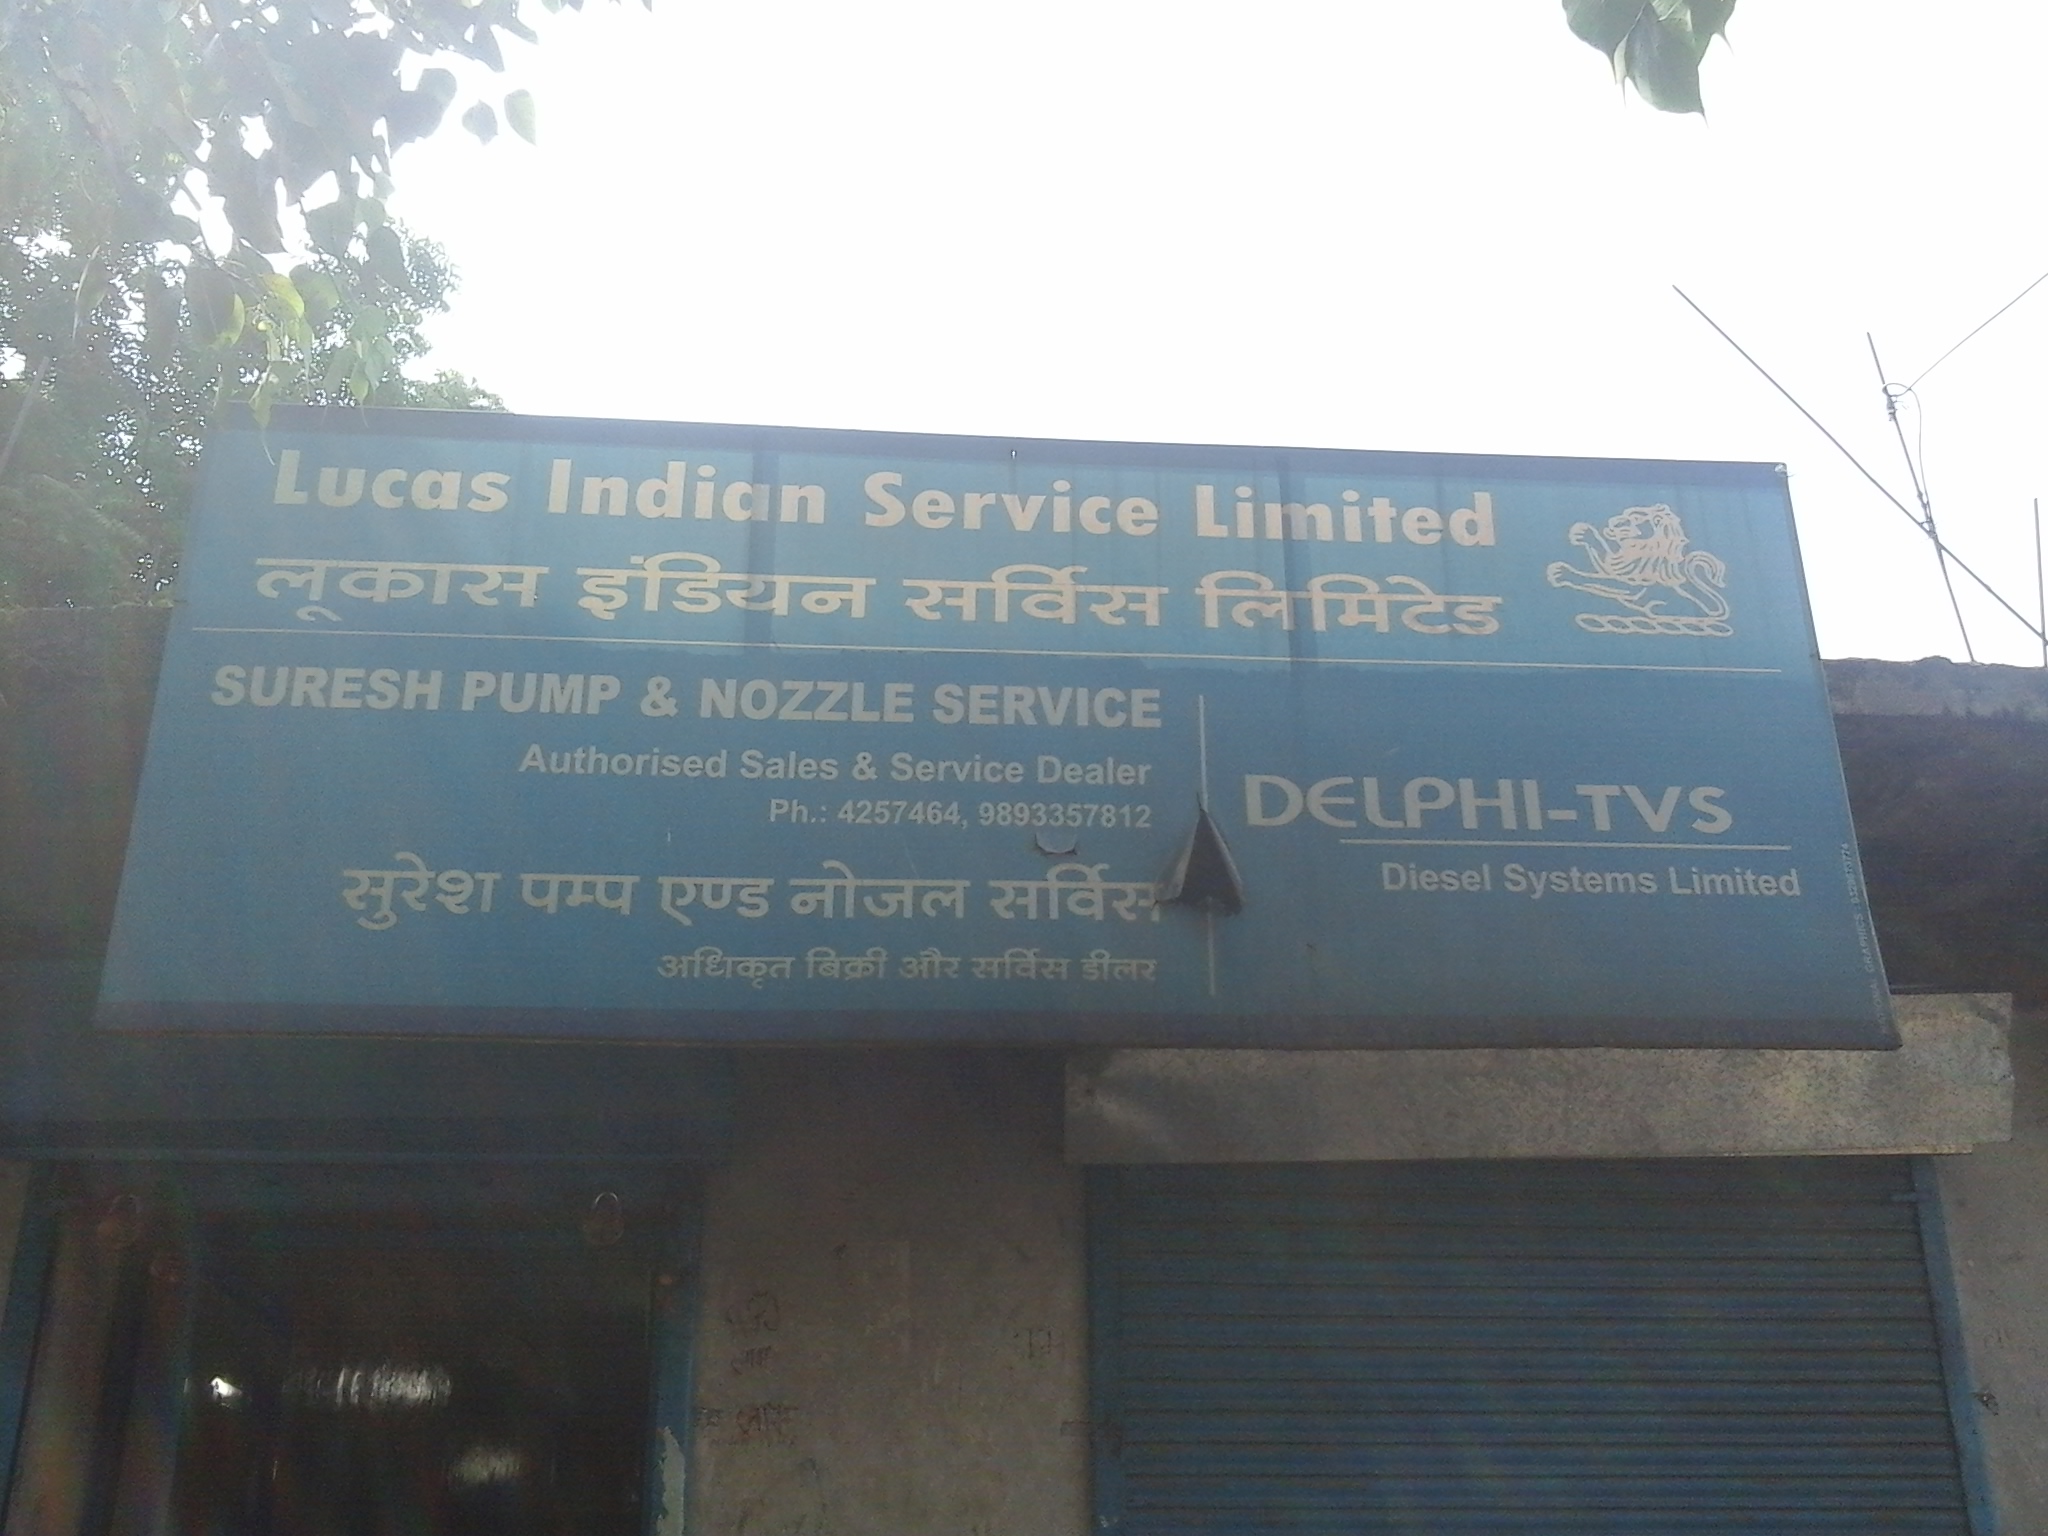 Lucas Indian Service Limited
लूकास इंडियन सर्विस लिमिटेड
SURESH PUMP & NOZZLE SERVICE
Authorised Sales & Service Dealer
Ph.: 4257464, 9893357812
सुरेश पम्प एण्ड नोजल सर्विस
अधिकृत बिक्री और सर्विस डीलर
DELPHI-TVS
Diesel Systems Limited
GRAPHICS